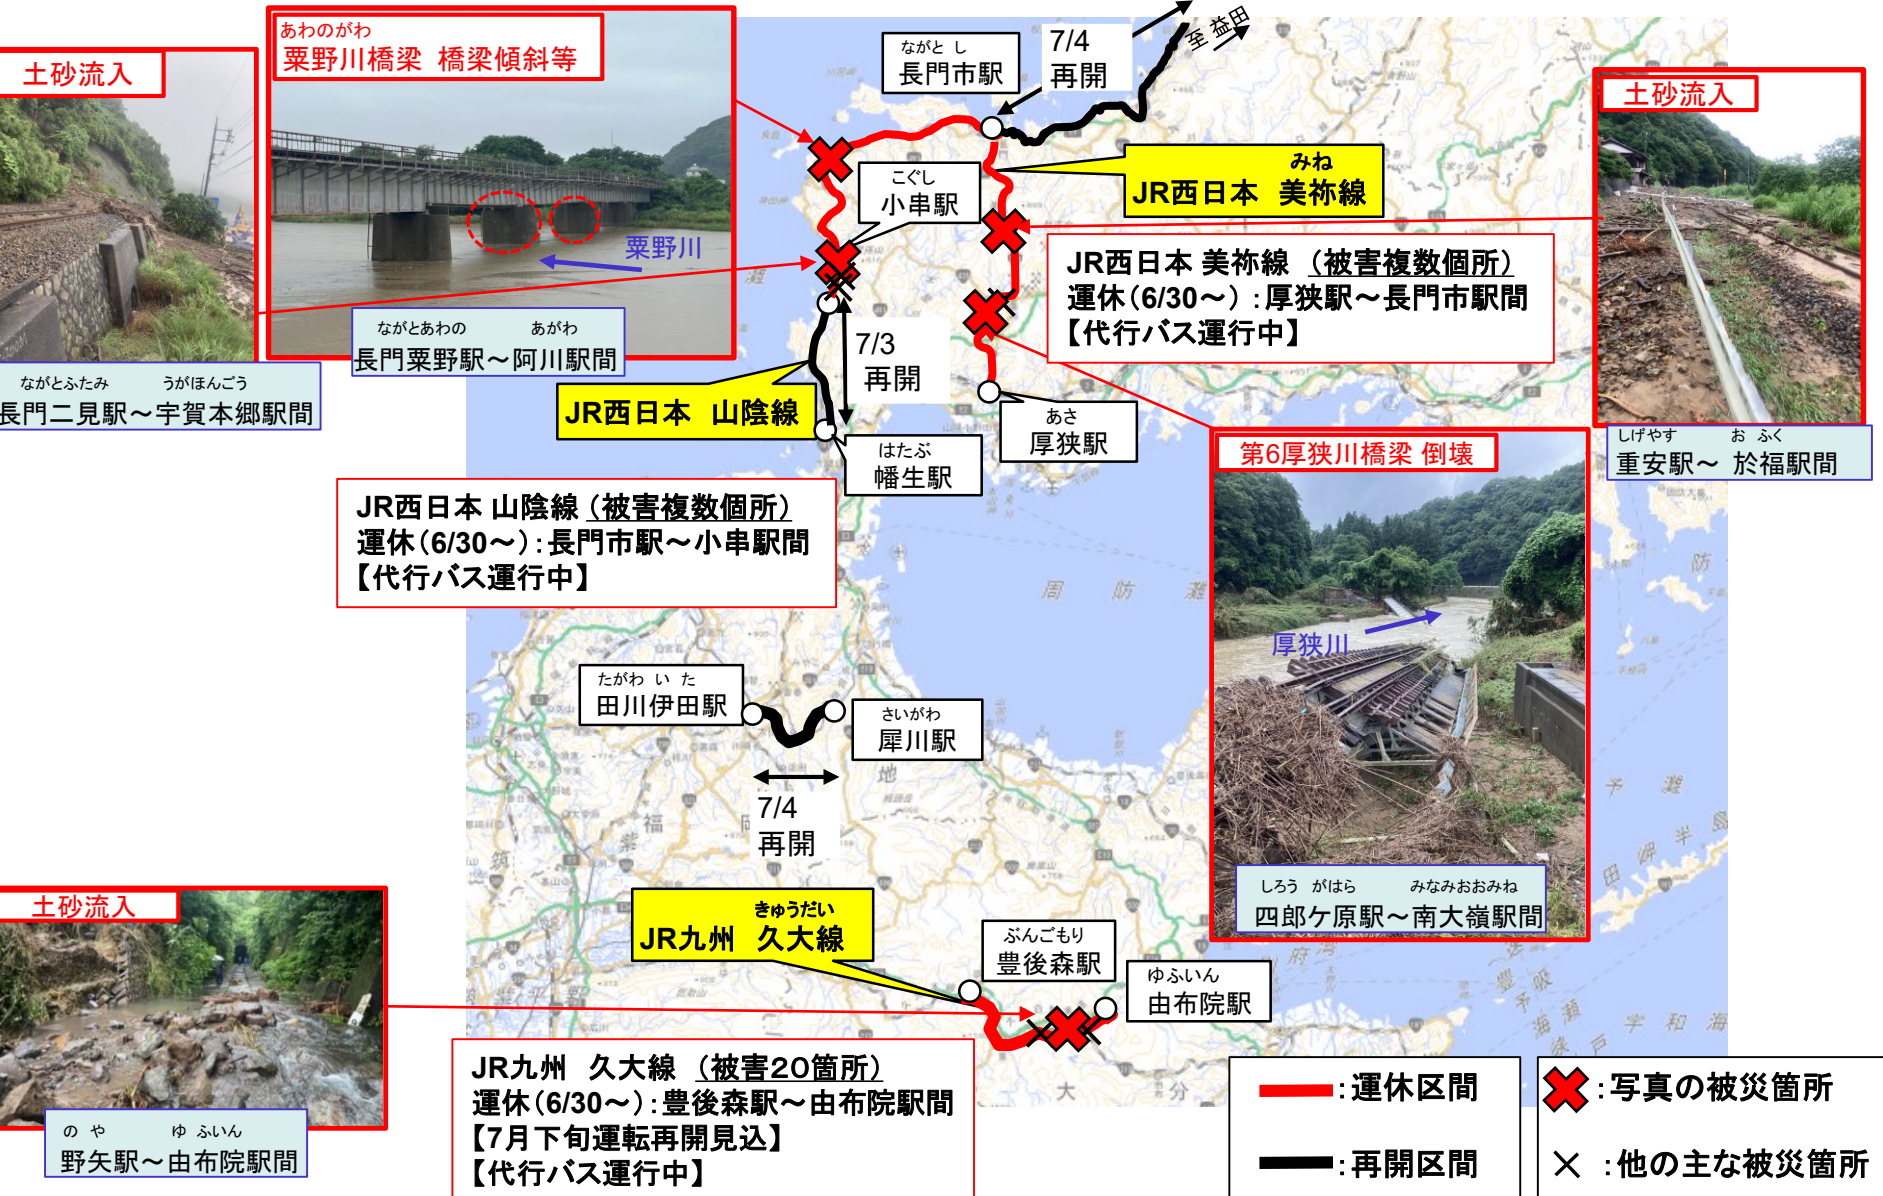 土砂流入
ながとふたみ　うがほんごう
長門二見駅～宇賀本郷駅間
あわのがわ
粟野川橋梁 橋梁傾斜等
粟野川
ながとあわの　あがわ
長門粟野駅～阿川駅間
ながと し
長門市駅
7/4
再開
至 益田
こぐし
小串駅
みね
JR西日本 美祢線
JR西日本 美祢線 （被害複数個所）
運休（6/30～）：厚狭駅～長門市駅間
【代行バス運行中】
土砂流入
しげやす　お ふく
重安駅～ 於福駅間
7/3
再開
JR西日本 山陰線
はたぶ
幡生駅
あさ
厚狭駅
JR西日本 山陰線 （被害複数個所）
運休（6/30～）：長門市駅～小串駅間
【代行バス運行中】
第6厚狭川橋梁 倒壊
厚狭川
しろう がはら　みなみおおみね
四郎ケ原駅～南大嶺駅間
周防灘
たがわ い た
田川伊田駅
さいがわ
犀川駅
7/4
再開
土砂流入
の や　ゆ ふいん
野矢駅～由布院駅間
きゅうだい
JR九州 久大線
ぶんごもり
豊後森駅
ゆふいん
由布院駅
JR九州 久大線 （被害20箇所）
運休（6/30～）：豊後森駅～由布院駅間
【7月下旬運転再開見込】
【代行バス運行中】
大分
宇和海
：運休区間
：再開区間
：写真の被災箇所
：他の主な被災箇所